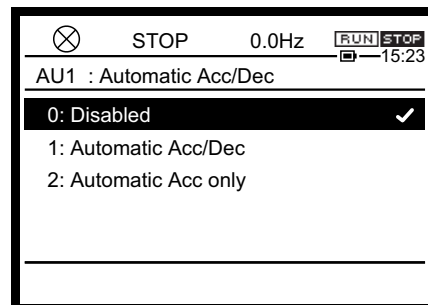 STOP 0.0Hz RUN STOP
15:23
AU1 : Automatic Acc/Dec
0: Disabled
1: Automatic Acc/Dec
2: Automatic Acc only